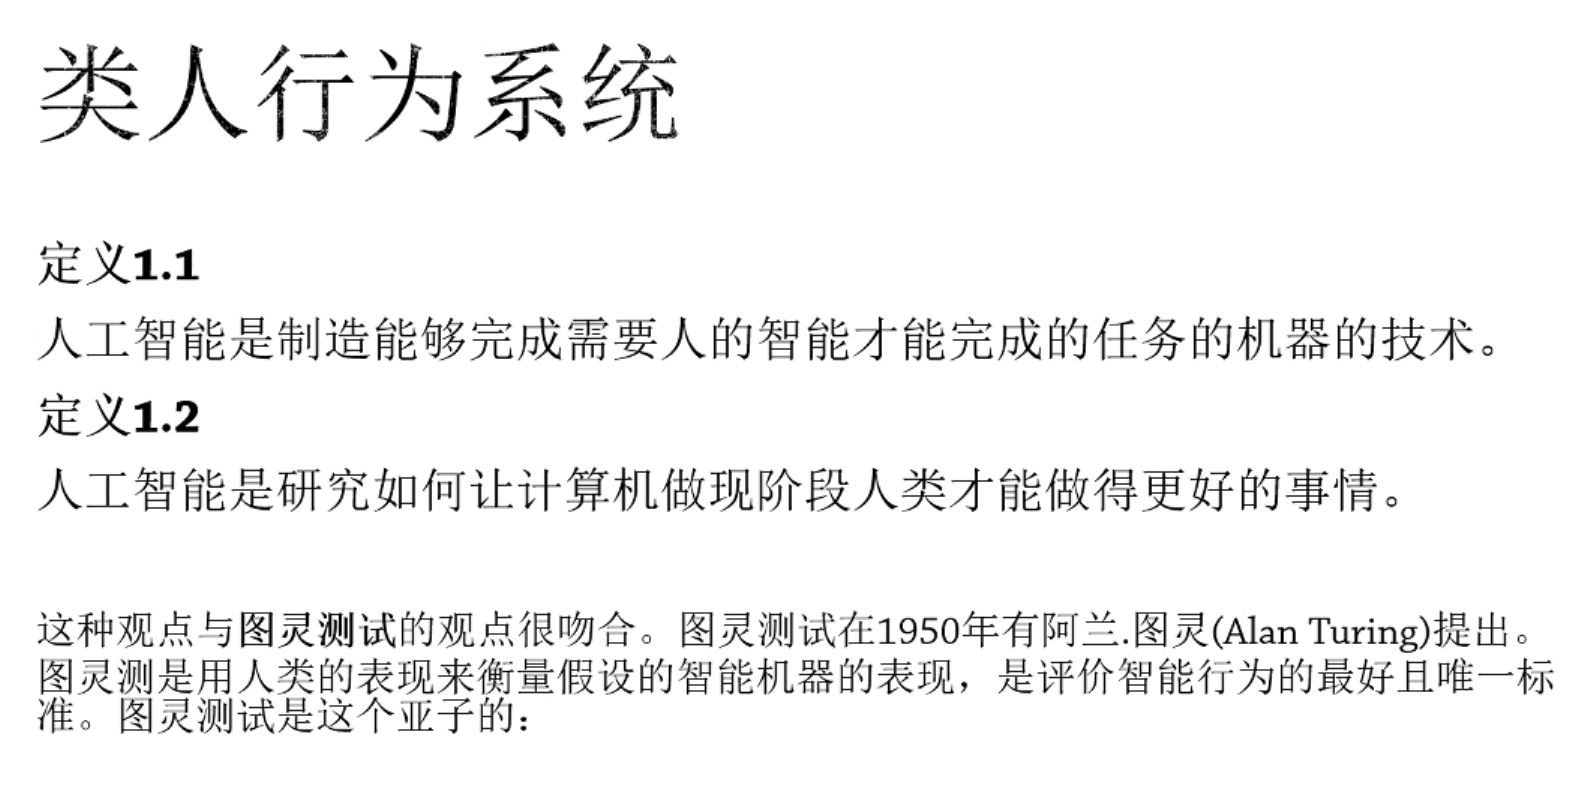 类人行为系统
定义1.1
人工智能是制造能够完成需要人的智能才能完成的任务的机器的技术。
定义1.2
人工智能是研究如何让计算机做现阶段人类才能做得更好的事情。
这种观点与图灵测试的观点很吻合。图灵测试在1950年有阿兰.图灵(Alan Turing)提出。
图灵测是用人类的表现来衡量假设的智能机器的表现，是评价智能行为的最好且唯一标
准。图灵测试是这个亚子的：